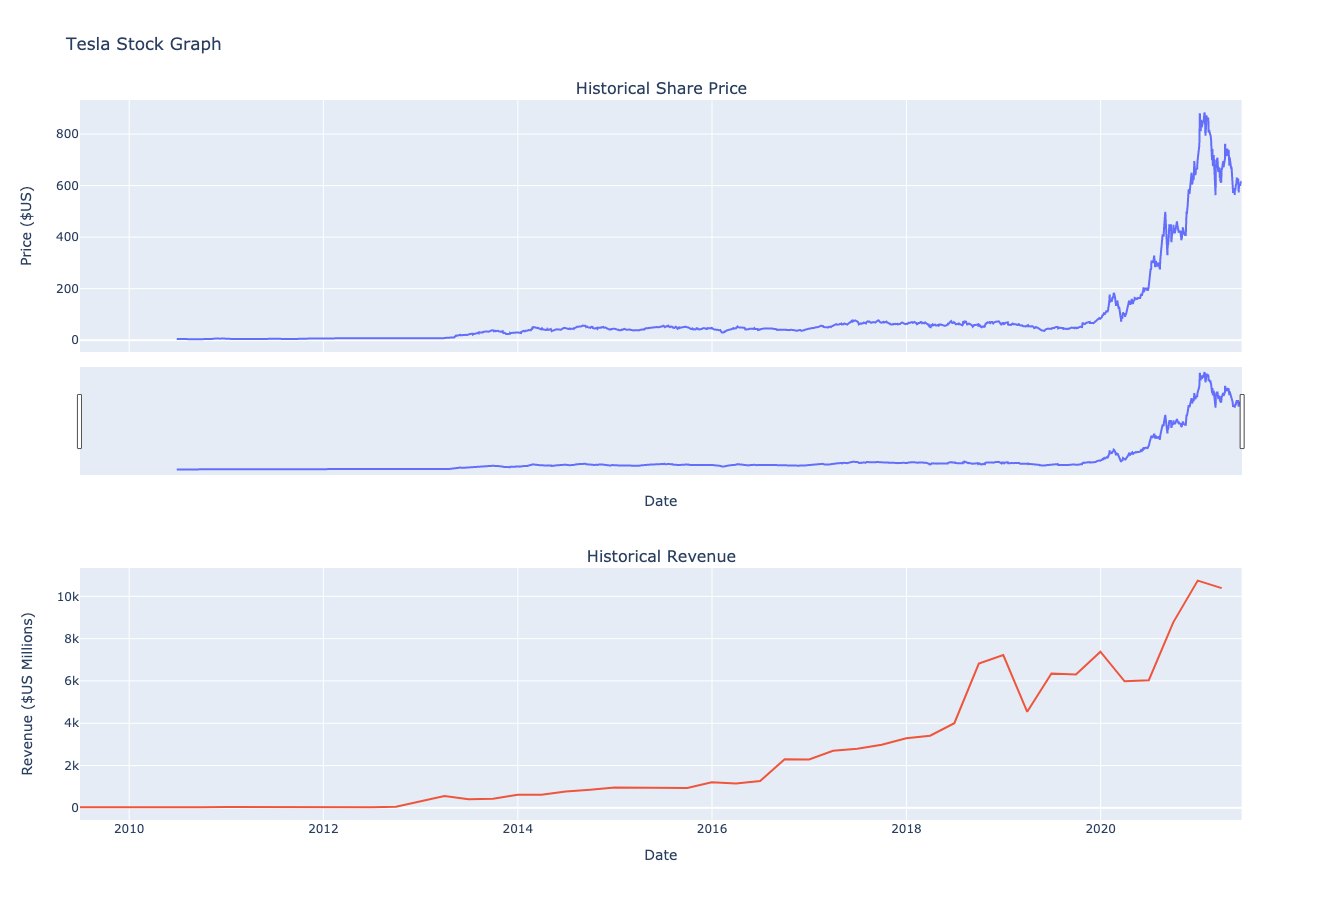 Tesla Stock Graph
Historical Share Price
Price ($US)
800
600
400
200
0
Date
Historical Revenue
Revenue ($US Millions)
10k
8k
6k
4k
2k
0
2010 2012 2014 2016 2018 2020
Date